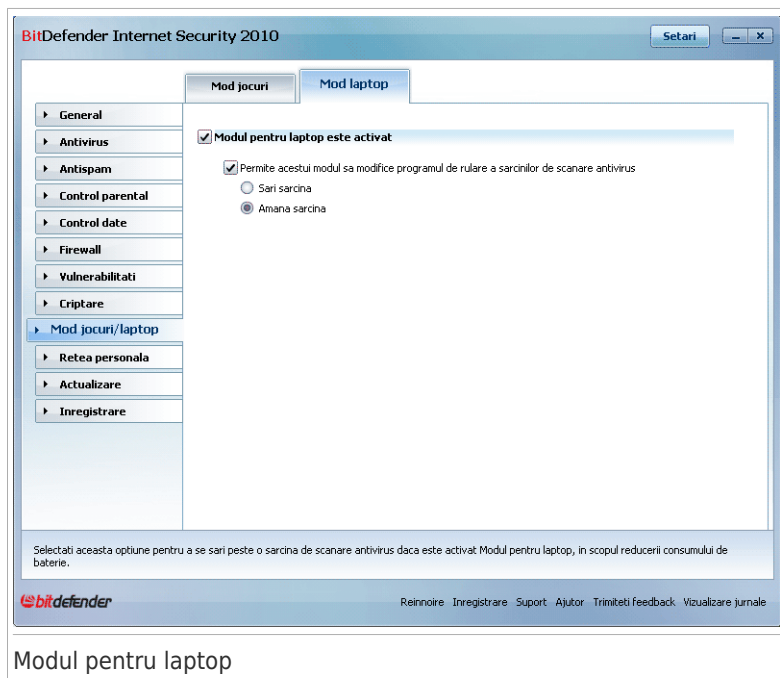 BitDefender Internet Security 2010
Setari
Mod jocuri
Mod laptop
General
Antivirus
Antispam
Control parental
Control date
Firewall
Vulnerabilitati
Criptare
Mod jocuri/laptop
Retea personala
Actualizare
Inregistrare
Modul pentru laptop este activat
Permite acestui modul sa modifice programul de rulare a sarcinilor de scanare antivirus
Sari sarcina
Amana sarcina
Selectati aceasta optiune pentru a se sari peste o sarcina de scanare antivirus daca este activat Modul pentru laptop, in scopul reducerii consumului de
baterie.
bitdefender
Reinnoire Inregistrare Suport Ajutor Trimiteti feedback Vizualizare jurnale
Modul pentru laptop